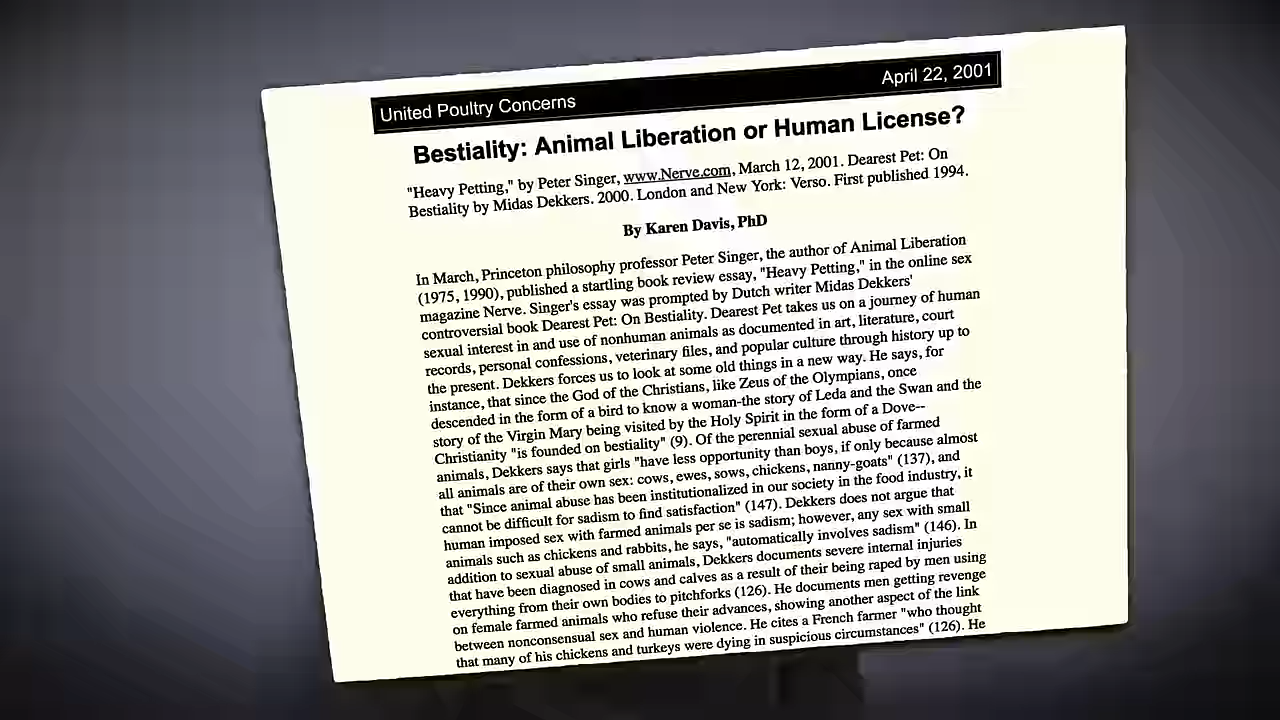 United Poultry Concerns April 22, 2001
Bestiality: Animal Liberation or Human License?
"Heavy Petting," by Peter Singer, www.Nerve.com, March 12, 2001. Dearest Pet: On
Bestiality by Midas Dekkers. 2000. London and New York: Verso. First published 1994.
By Karen Davis, PhD
In March, Princeton philosophy professor Peter Singer, the author of Animal Liberation
(1975, 1990), published a startling book review essay, "Heavy Petting," in the online sex
magazine Nerve. Singer's essay was prompted by Dutch writer Midas Dekkers'
controversial book Dearest Pet: On Bestiality. Dearest Pet takes us on a journey of human
sexual interest in and use of nonhuman animals as documented in art, literature, court
records, personal confessions, veterinary files, and popular culture through history up to
the present. Dekkers forces us to look at some old things in a new way. He says, for
instance, that since the God of the Christians, like Zeus of the Olympians, once
descended in the form of a bird to know a woman-the story of Leda and the Swan and the
story of the Virgin Mary being visited by the Holy Spirit in the form of a Dove--
Christianity "is founded on bestiality" (9). Of the perennial sexual abuse of farmed
animals, Dekkers says that girls "have less opportunity than boys, if only because almost
all animals are of their own sex: cows, ewes, sows, chickens, nanny-goats" (137), and
that "Since animal abuse has been institutionalized in our society in the food industry, it
cannot be difficult for sadism to find satisfaction" (147). Dekkers does not argue that
human imposed sex with farmed animals per se is sadism; however, any sex with small
animals such as chickens and rabbits, he says, "automatically involves sadism" (146). In
addition to sexual abuse of small animals, Dekkers documents severe internal injuries
that have been diagnosed in cows and calves as a result of their being raped by men using
everything from their own bodies to pitchforks (126). He documents men getting revenge
on female farmed animals who refuse their advances, showing another aspect of the link
between nonconsensual sex and human violence. He cites a French farmer "who thought
that many of his chickens and turkeys were dying in suspicious circumstances" (126). He